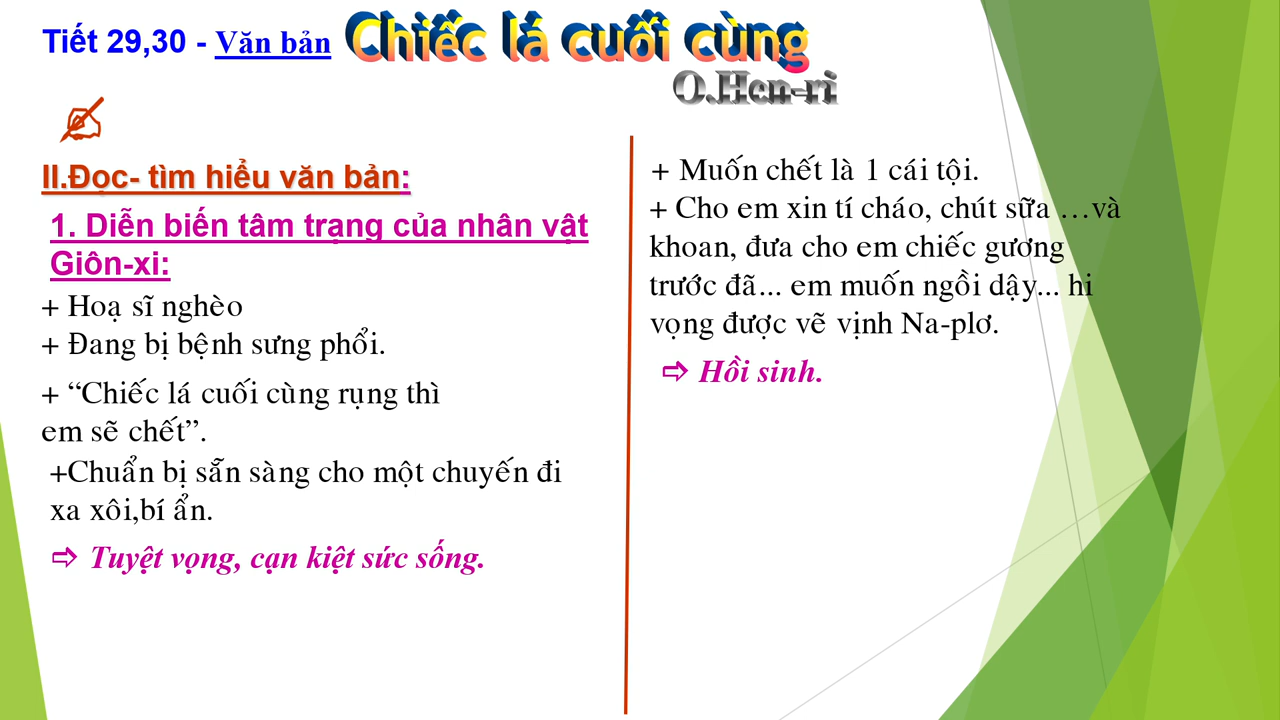 Tiết 29,30 - Văn bản Chiếc lá cuối cùng
O.Hen-ri
II.Đọc- tìm hiểu văn bản:
1. Diễn biến tâm trạng của nhân vật
Giôn-xi:
+ Hoạ sĩ nghèo
+ Đang bị bệnh sưng phổi.
+ “Chiếc lá cuối cùng rụng thì
em sẽ chết”.
+Chuẩn bị sẵn sàng cho một chuyến đi
xa xôi,bí ẩn.
⇨ Tuyệt vọng, cạn kiệt sức sống.
+ Muốn chết là 1 cái tội.
+ Cho em xin tí cháo, chút sữa …và
khoan, đưa cho em chiếc gương
trước đã... em muốn ngồi dậy... hi
vọng được vẽ vịnh Na-plơ.
⇨ Hồi sinh.